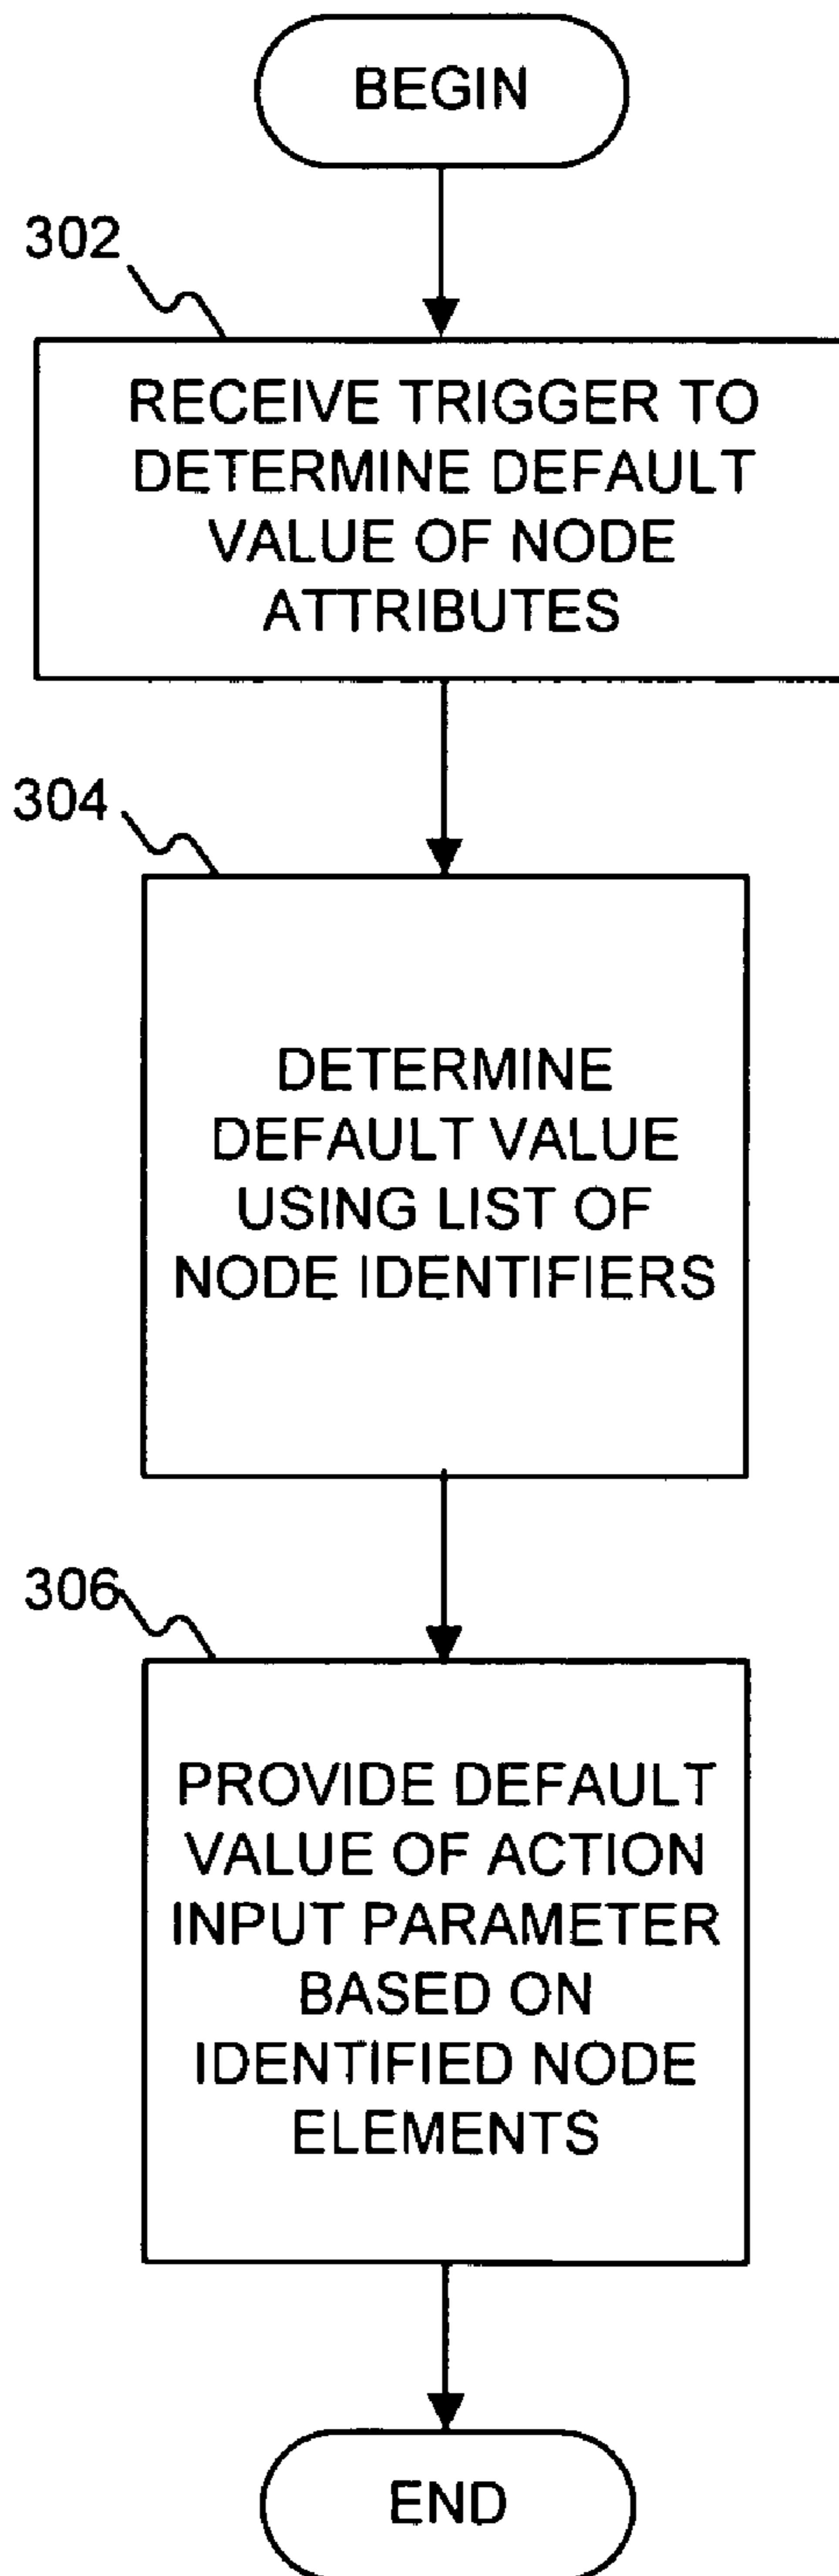 BEGIN
302
RECEIVE TRIGGER TO
DETERMINE DEFAULT
VALUE OF NODE
ATTRIBUTES
304
DETERMINE
DEFAULT VALUE
USING LIST OF
NODE IDENTIFIERS
306
PROVIDE DEFAULT
VALUE OF ACTION
INPUT PARAMETER
BASED ON
IDENTIFIED NODE
ELEMENTS
END